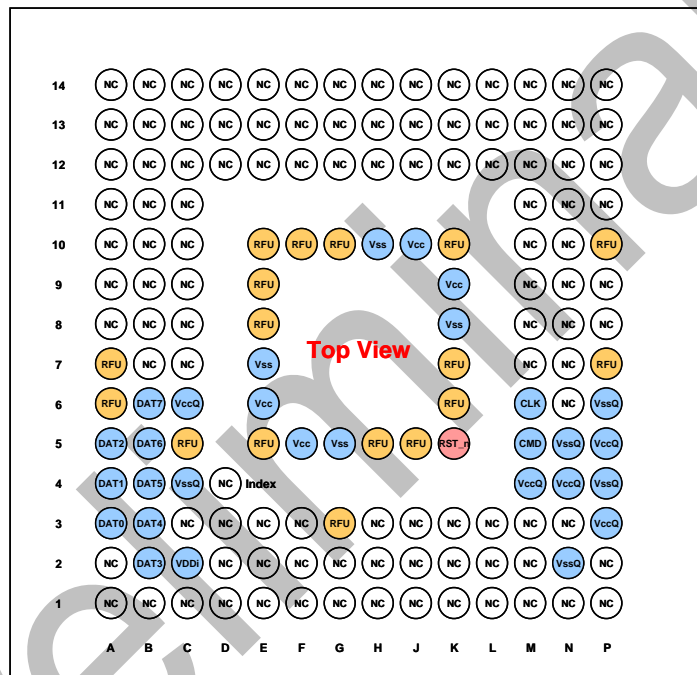 14 NC NC NC NC NC NC NC NC NC NC NC NC NC NC
13 NC NC NC NC NC NC NC NC NC NC NC NC NC NC
12 NC NC NC NC NC NC NC NC NC NC NC NC NC NC
11 NC NC NC NC NC NC
10 NC NC NC RFU RFU RFU Vss Vcc RFU NC NC RFU
9 NC NC NC RFU Vcc NC NC NC
8 NC NC NC RFU Vss NC NC NC
Top View
7 RFU NC NC Vss RFU NC NC RFU
6 RFU DAT7 VccQ Vcc RFU CLK NC VssQ
5 DAT2 DAT6 RFU RFU Vcc Vss RFU RFU RST_n CMD VssQ VccQ
4 DAT1 DAT5 VssQ NC Index VccQ VccQ VssQ
3 DAT0 DAT4 NC NC NC NC RFU NC NC NC NC NC NC VccQ
2 NC DAT3 VDDi NC NC NC NC NC NC NC NC NC VssQ NC
1 NC NC NC NC NC NC NC NC NC NC NC NC NC NC
A B C D E F G H J K L M N P